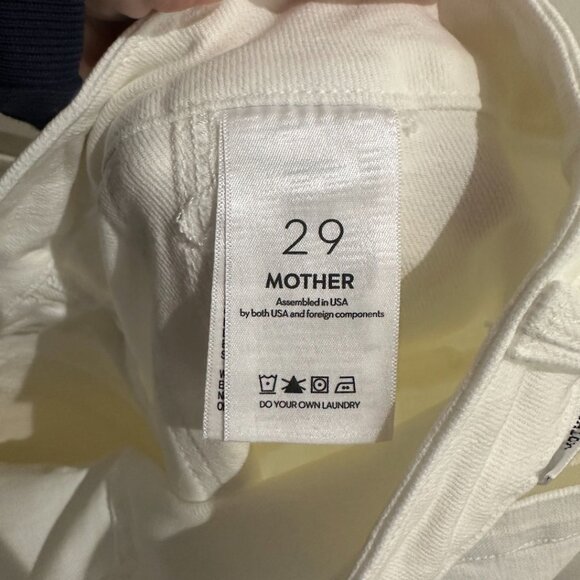 29
MOTHER
Assembled in USA
by both USA and foreign components
DO YOUR OWN LAUNDRY